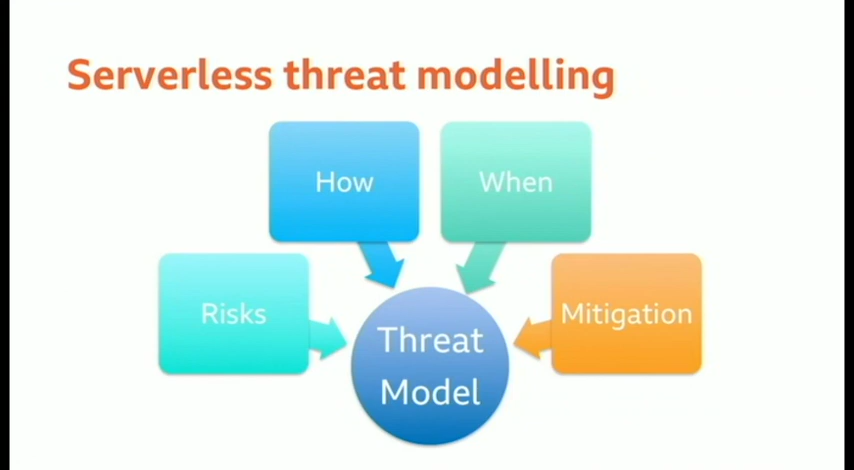 Serverless threat modelling
How
When
Risks
Mitigation
Threat
Model